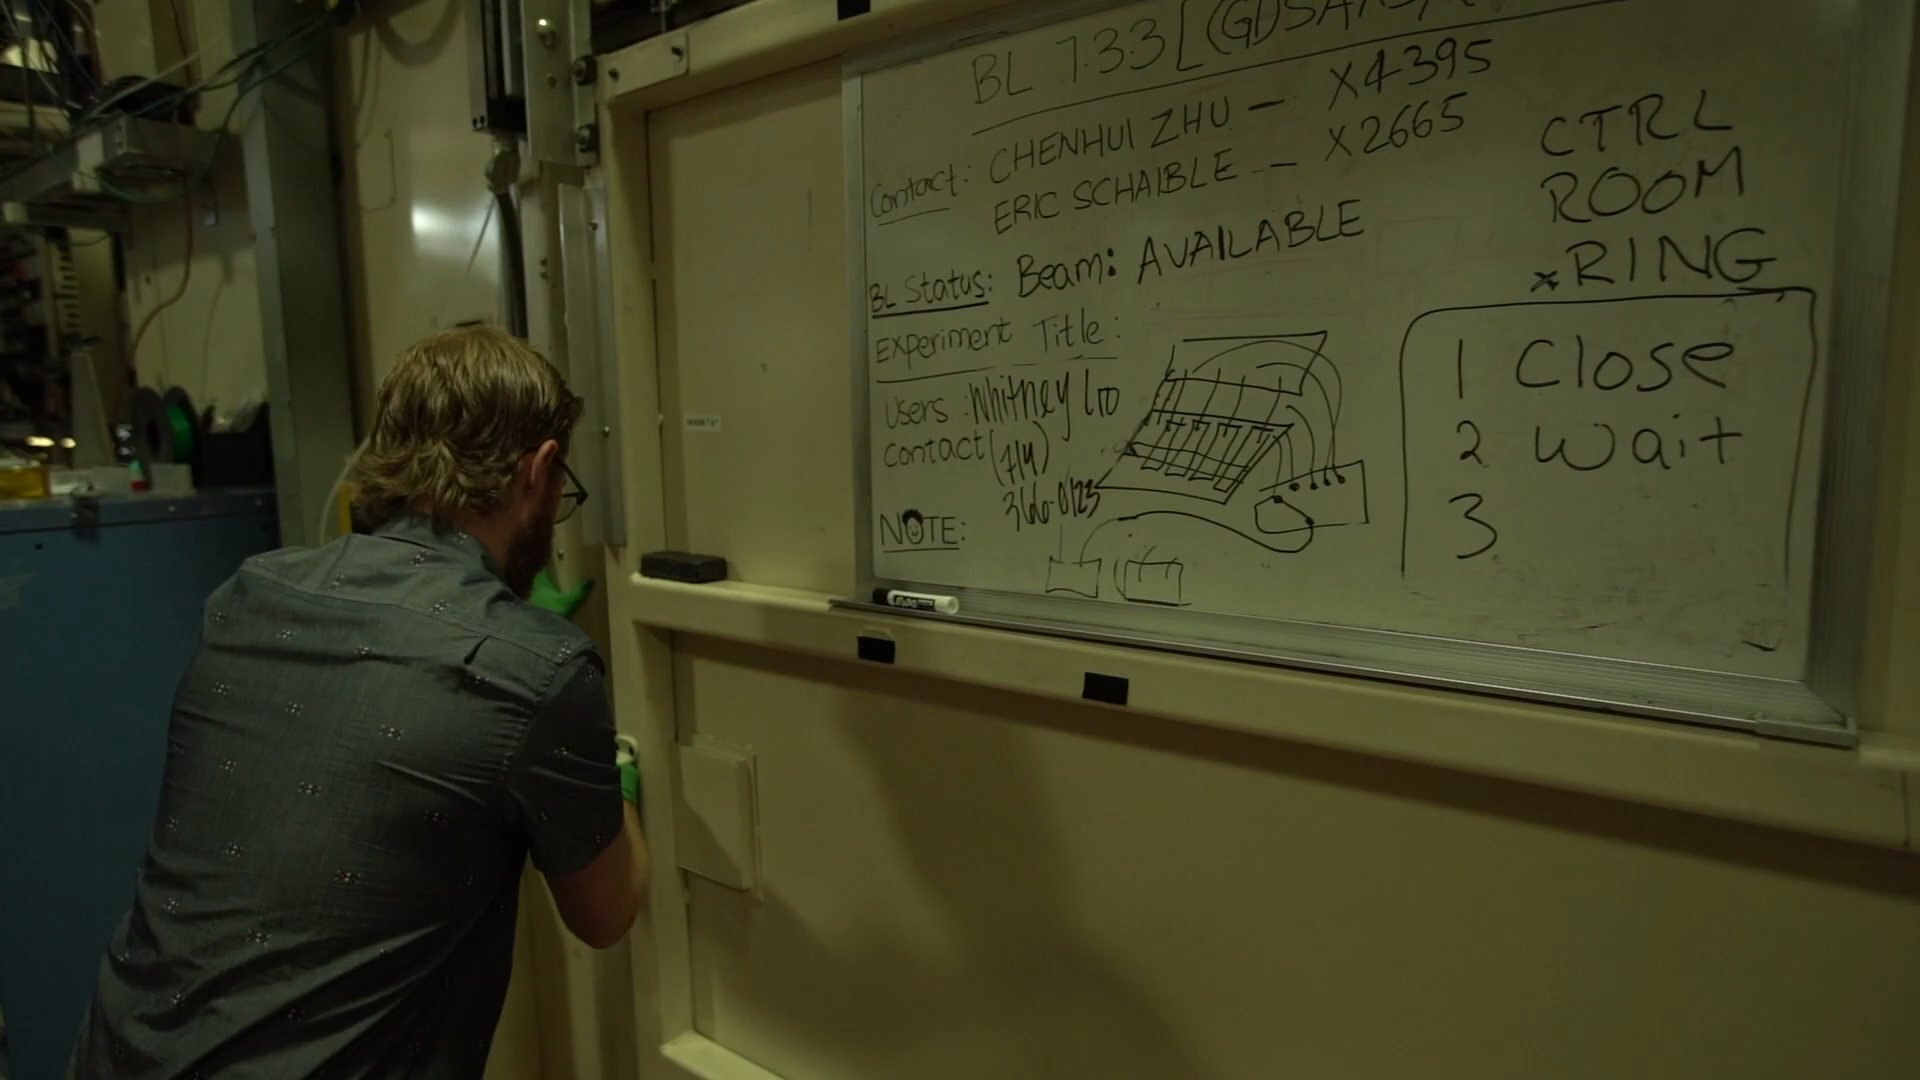 BL 7.3.3 [(GISAXS/
Contact: CHENHUI ZHU - X4395
ERIC SCHAIBLE - X2665
BL Status: Beam: AVAILABLE
Experiment Title:
Users: Whitney
Contact (714)
366-0123
NOTE:
CTRL
ROOM
x RING
1 Close
2 Wait
3